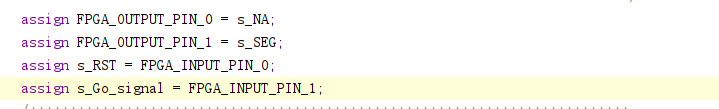 assign FPGA_OUTPUT_PIN_0 = s_NA;
assign FPGA_OUTPUT_PIN_1 = s_SEG;
assign s_RST = FPGA_INPUT_PIN_0;
assign s_Go_signal = FPGA_INPUT_PIN_1;